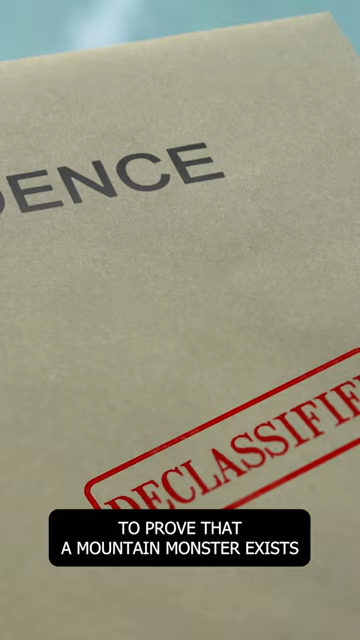 DENCE
DECLASSIFIE
TO PROVE THAT
A MOUNTAIN MONSTER EXISTS